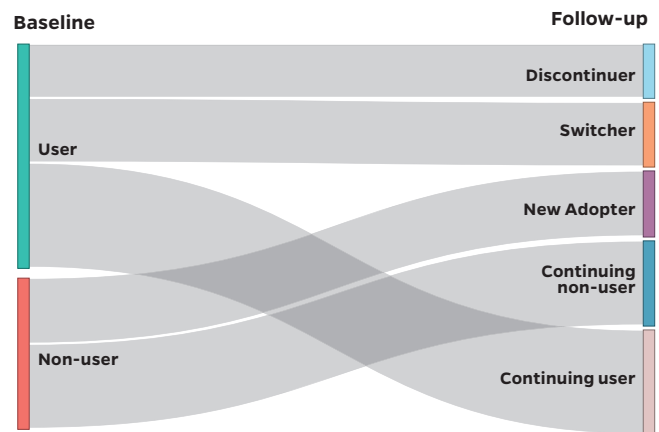 Baseline
Follow-up
Discontinuer
Switcher
User
New Adopter
Continuing
non-user
Non-user
Continuing user